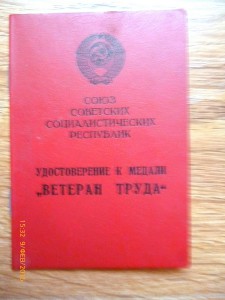 СОЮЗ
СОВЕТСКИХ
СОЦИАЛИСТИЧЕСКИХ
РЕСПУБЛИК
УДОСТОВЕРЕНИЕ К МЕДАЛИ
„ВЕТЕРАН ТРУДА“